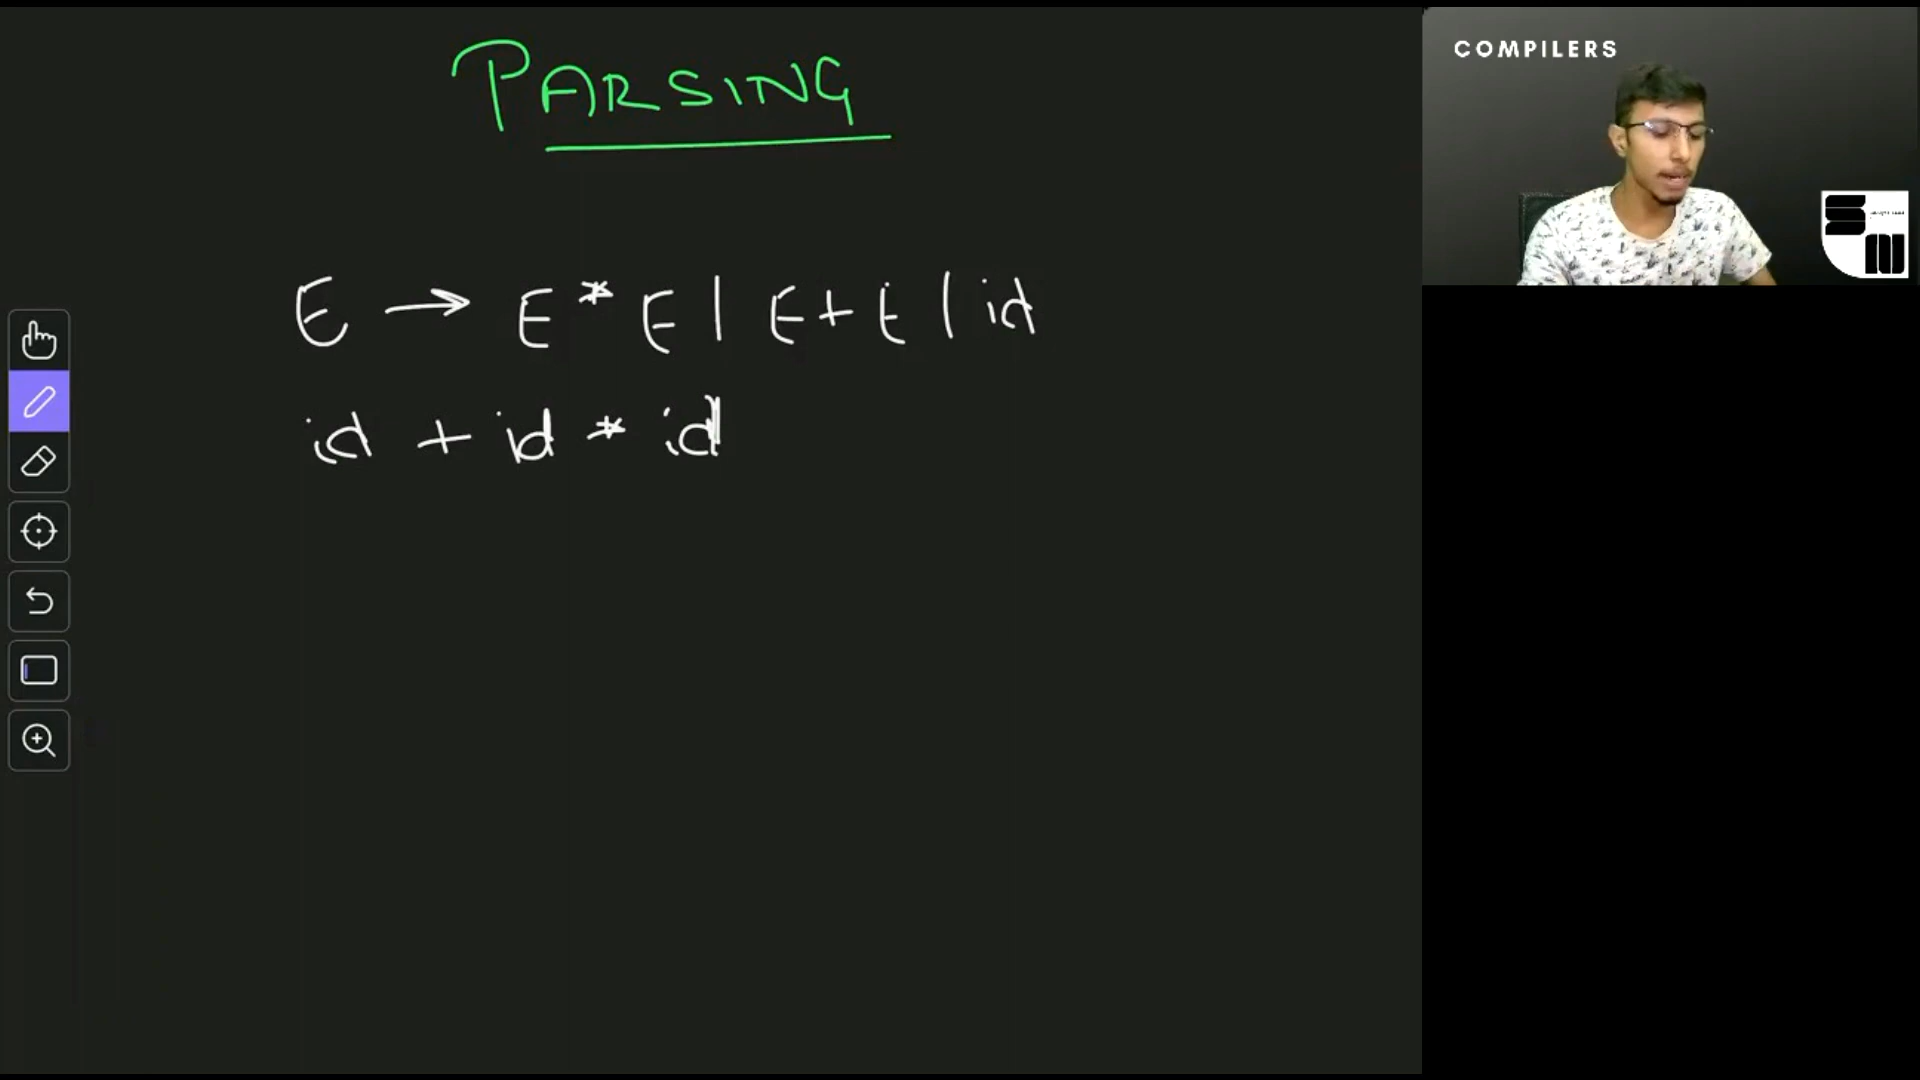 PARSING
COMPILERS
E → E * E | E + E | id
id + id * id